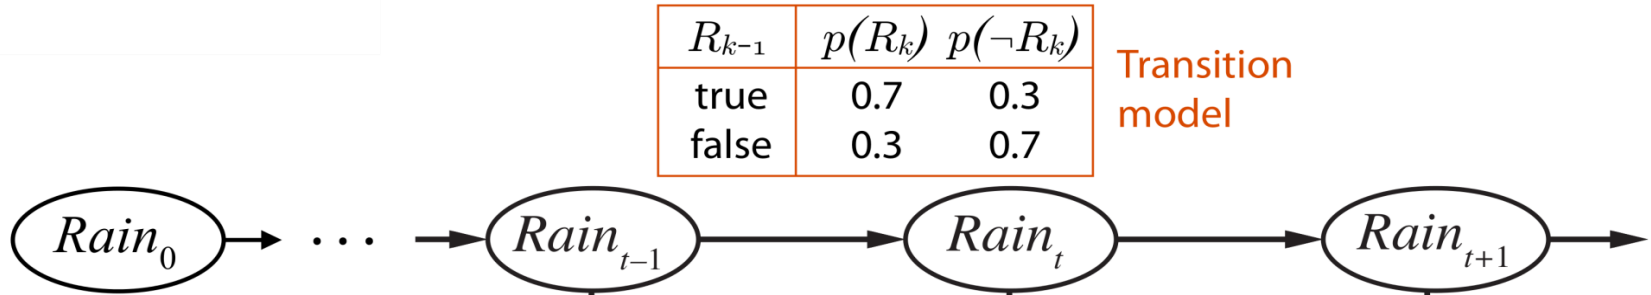 R_{k-1} p(R_k) p(¬R_k)
true 0.7 0.3
false 0.3 0.7
Transition
model
Rain_0 ... Rain_{t-1} Rain_t Rain_{t+1}